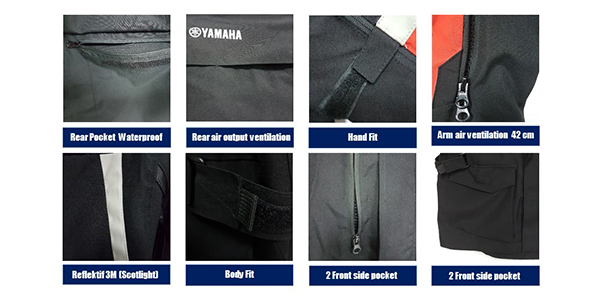 YAMAHA
Rear Pocket Waterproof
Rear air output ventilation
Hand Fit
Arm air ventilation 42 cm
Reflektif 3M (Scotlight)
Body Fit
2 Front side pocket
2 Front side pocket